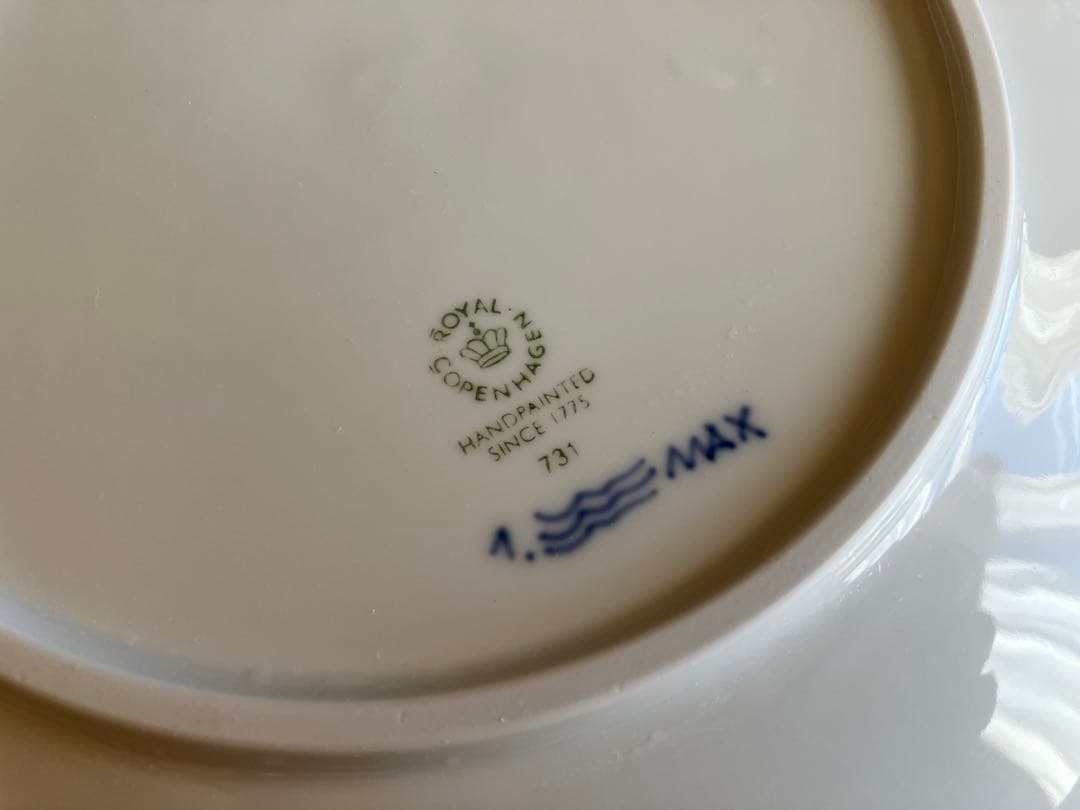 ROYAL COPENHAGEN
HANDPAINTED
SINCE 1775
731
1. MAX